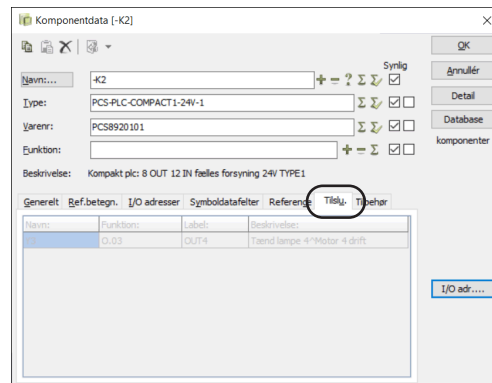 Komponentdata [-K2]
OK
Synlig
Navn:... -K2
Annullér
Type: PCS-PLC-COMPACT1-24V-1
Detail
Varenr: PCS8920101
Database
Funktion:
komponenter
Beskrivelse: Kompakt plc: 8 OUT 12 IN fælles forsyning 24V TYPE1
Generelt Ref.betegn. I/O adresser Symboldatafelter Reference Tilslu. Tilbehør
Navn: Funktion: Label: Beskrivelse:
O.03 OUT4 Tænd lampe 4^Motor 4 drift
I/O adr....